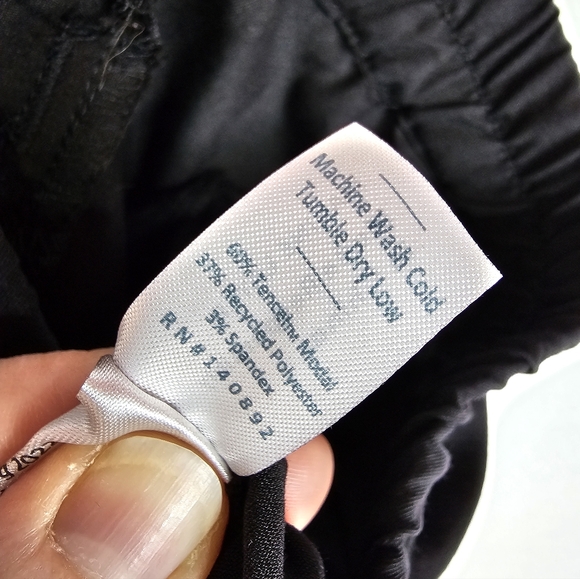 Machine Wash Cold
Tumble Dry Low
60% Tenceltm Modal
37% Recycled Polyester
3% Spandex
RN#140892